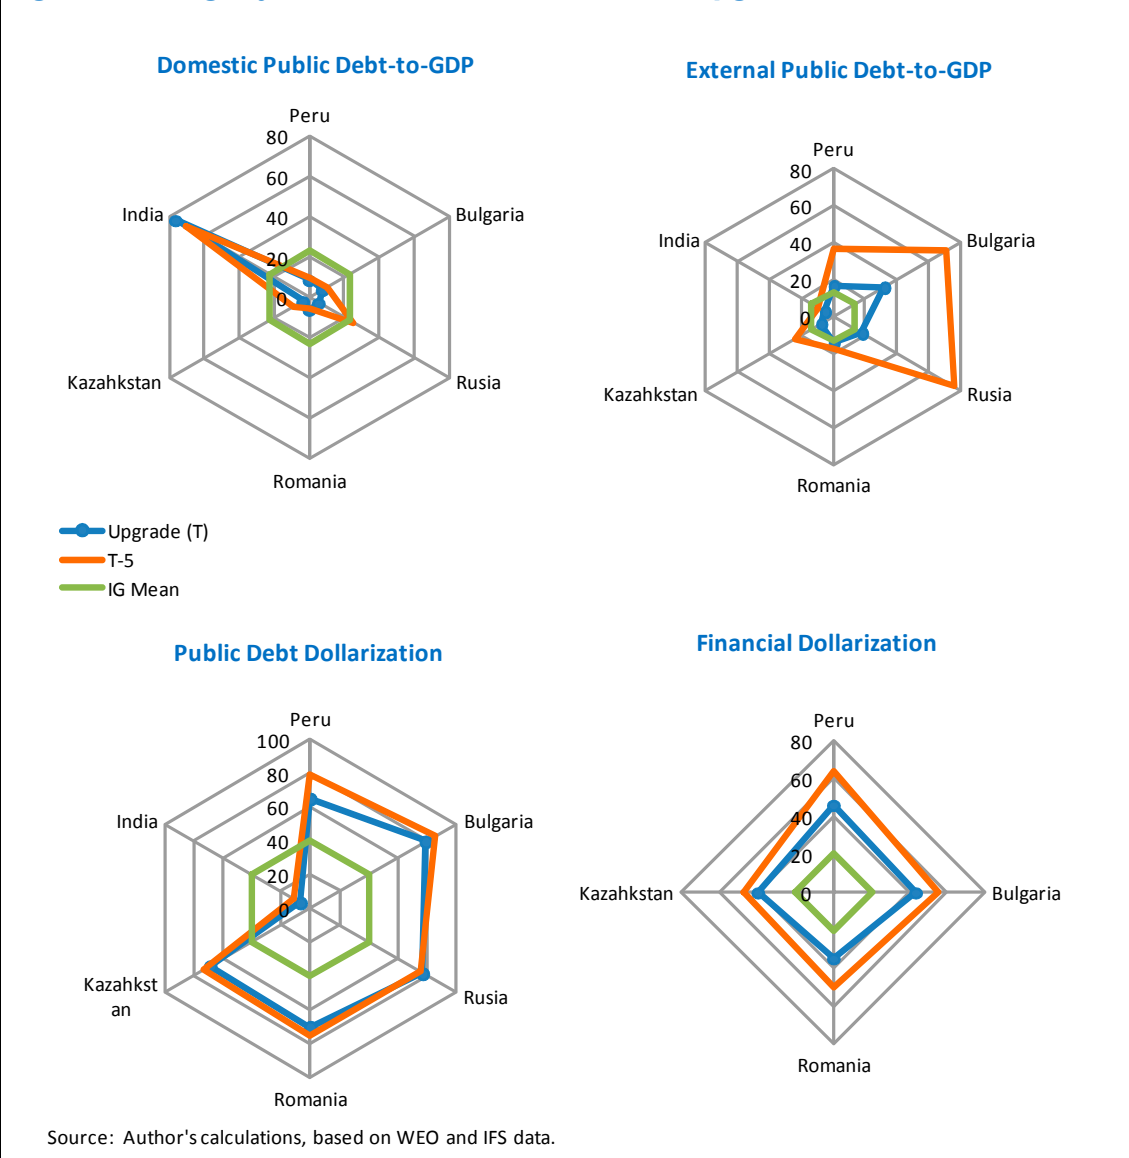 Domestic Public Debt-to-GDP
External Public Debt-to-GDP
Peru
80
60
40
20
0
India
Bulgaria
Kazahkstan
Rusia
Romania
Peru
80
60
40
20
0
India
Bulgaria
Kazahkstan
Rusia
Romania
Upgrade (T)
T-5
IG Mean
Public Debt Dollarization
Financial Dollarization
Peru
100
80
60
40
20
0
India
Bulgaria
Kazahkst
an
Rusia
Romania
Peru
80
60
40
20
0
Kazahkstan
Bulgaria
Romania
Source: Author's calculations, based on WEO and IFS data.